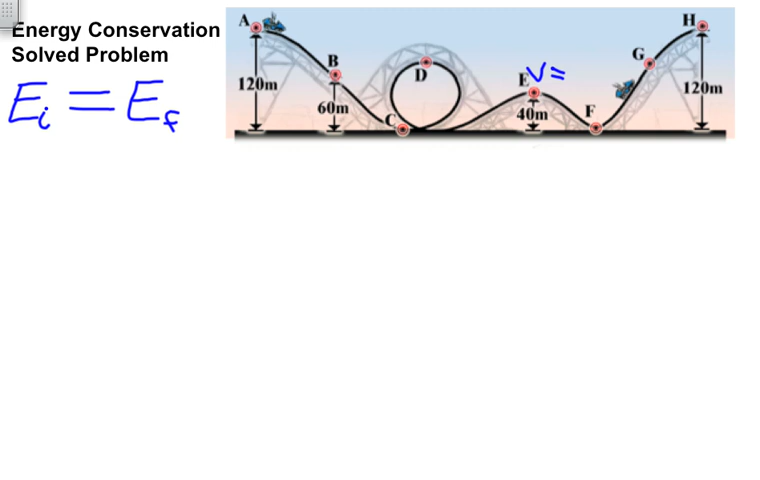 Energy Conservation
Solved Problem
Ei = Ef
A
120m
B
60m
C
D
E V =
40m
F
G
H
120m